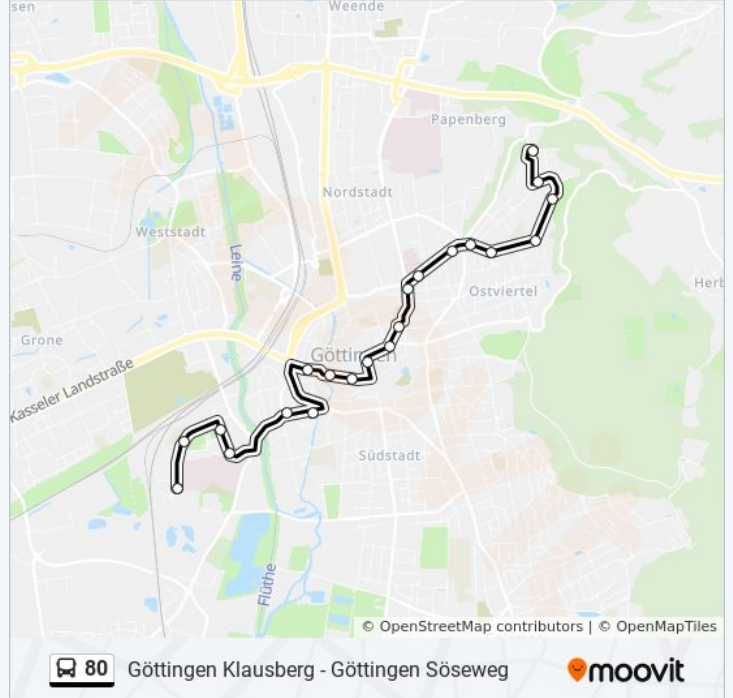 sen
Weende
Papenberg
Nordstadt
Weststadt
Leine
Herb
Ostviertel
Grone
Göttingen
Kasseler Landstraße
Südstadt
Flüthe
© OpenStreetMap contributors | © OpenMapTiles
80 Göttingen Klausberg - Göttingen Söseweg moovit